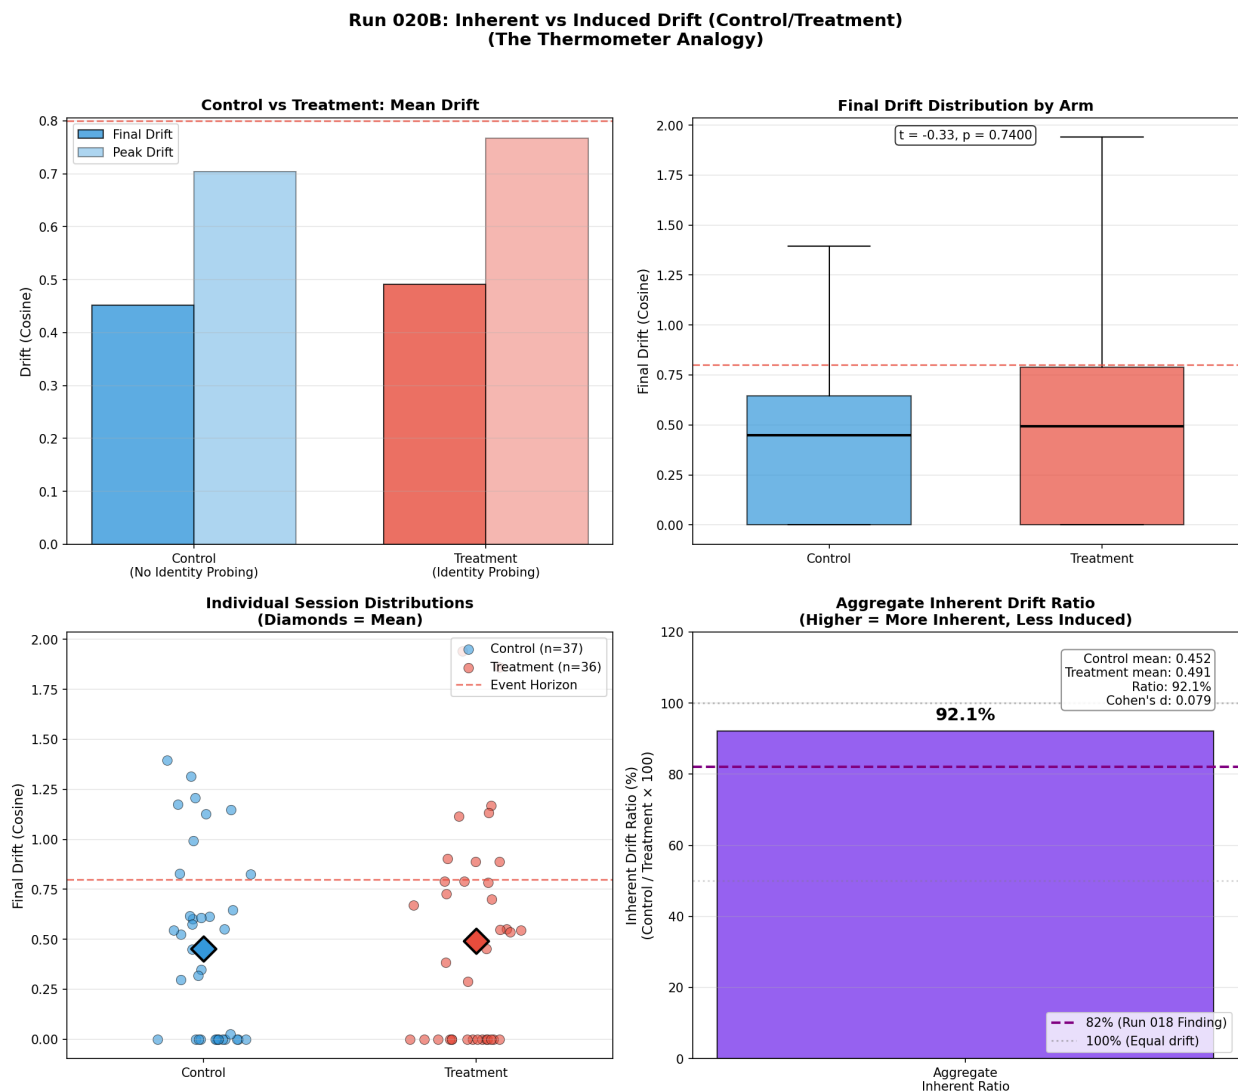 Run 020B: Inherent vs Induced Drift (Control/Treatment)
(The Thermometer Analogy)
Control vs Treatment: Mean Drift
Final Drift
Peak Drift
Drift (Cosine)
0.8
0.7
0.6
0.5
0.4
0.3
0.2
0.1
0.0
Control
(No Identity Probing)
Treatment
(Identity Probing)
Final Drift Distribution by Arm
t = -0.33, p = 0.7400
Final Drift (Cosine)
2.00
1.75
1.50
1.25
1.00
0.75
0.50
0.25
0.00
Control
Treatment
Individual Session Distributions
(Diamonds = Mean)
Control (n=37)
Treatment (n=36)
Event Horizon
Final Drift (Cosine)
2.00
1.75
1.50
1.25
1.00
0.75
0.50
0.25
0.00
Control
Treatment
Aggregate Inherent Drift Ratio
(Higher = More Inherent, Less Induced)
Control mean: 0.452
Treatment mean: 0.491
Ratio: 92.1%
Cohen's d: 0.079
92.1%
Inherent Drift Ratio (%)
(Control / Treatment × 100)
120
100
80
60
40
20
0
82% (Run 018 Finding)
100% (Equal drift)
Aggregate
Inherent Ratio